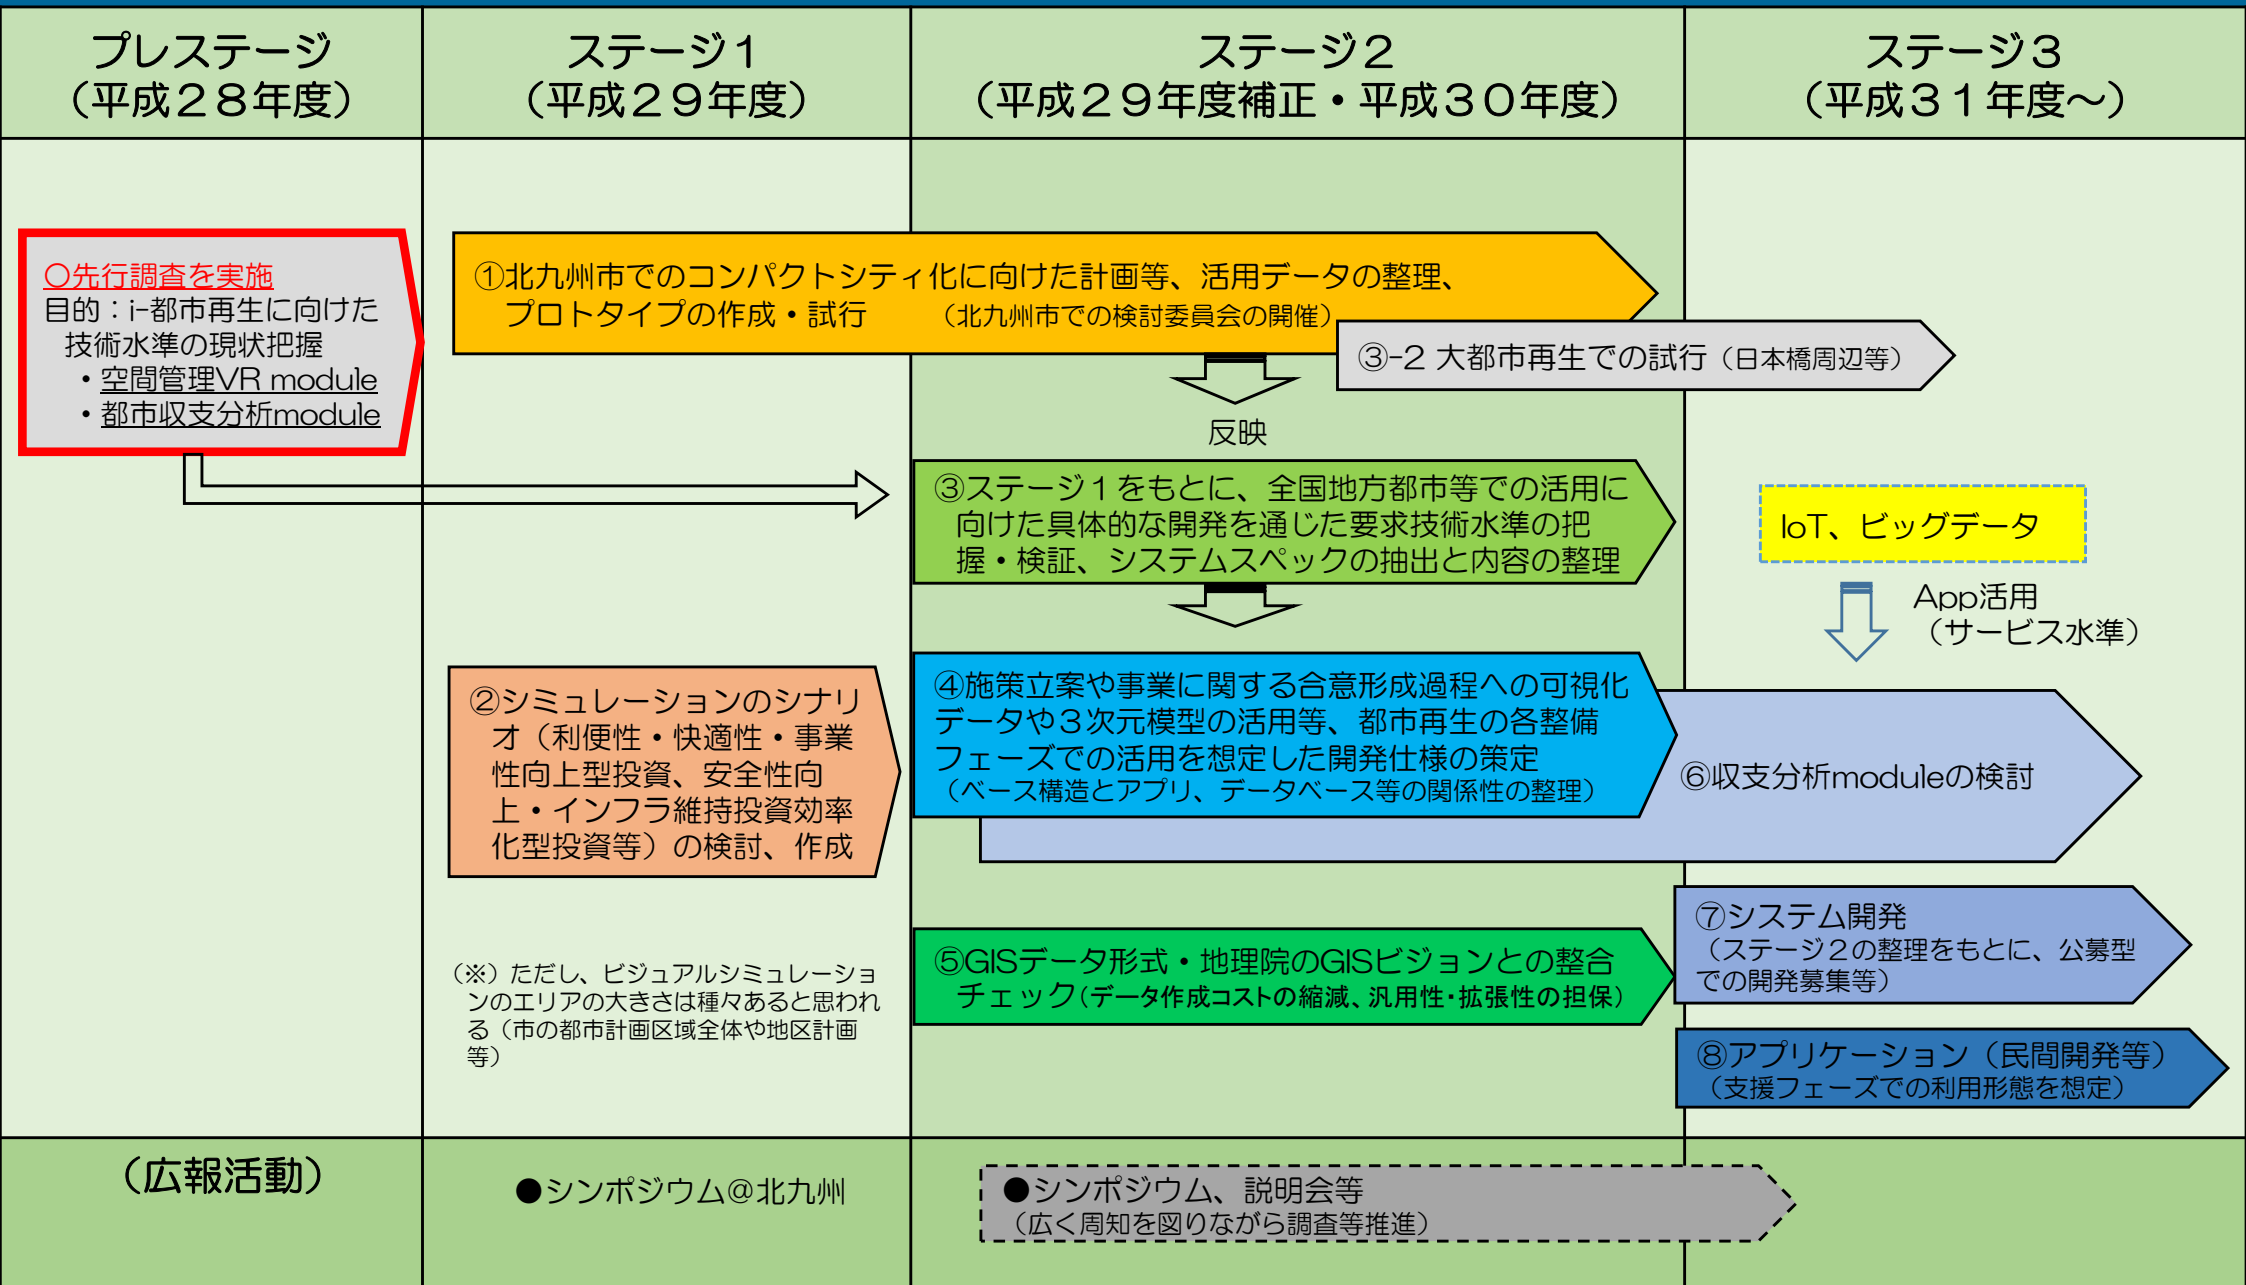 プレステージ
（平成２８年度）
ステージ１
（平成２９年度）
ステージ２
（平成２９年度補正・平成３０年度）
ステージ３
（平成３１年度～）
〇先行調査を実施
目的：i-都市再生に向けた
技術水準の現状把握
・空間管理VR module
・都市収支分析module
①北九州市でのコンパクトシティ化に向けた計画等、活用データの整理、
プロトタイプの作成・試行　（北九州市での検討委員会の開催）
③-2 大都市再生での試行（日本橋周辺等）
反映
③ステージ１をもとに、全国地方都市等での活用に
向けた具体的な開発を通じた要求技術水準の把
握・検証、システムスペックの抽出と内容の整理
IoT、ビッグデータ
App活用
（サービス水準）
②シミュレーションのシナリ
オ（利便性・快適性・事業
性向上型投資、安全性向
上・インフラ維持投資効率
化型投資等）の検討、作成
④施策立案や事業に関する合意形成過程への可視化
データや３次元模型の活用等、都市再生の各整備
フェーズでの活用を想定した開発仕様の策定
（ベース構造とアプリ、データベース等の関係性の整理）
⑥収支分析moduleの検討
（※）ただし、ビジュアルシミュレーショ
ンのエリアの大きさは種々あると思われ
る（市の都市計画区域全体や地区計画
等）
⑤GISデータ形式・地理院のGISビジョンとの整合
チェック（データ作成コストの縮減、汎用性・拡張性の担保）
⑦システム開発
（ステージ２の整理をもとに、公募型
での開発募集等）
⑧アプリケーション（民間開発等）
（支援フェーズでの利用形態を想定）
（広報活動）
●シンポジウム＠北九州
●シンポジウム、説明会等
（広く周知を図りながら調査等推進）